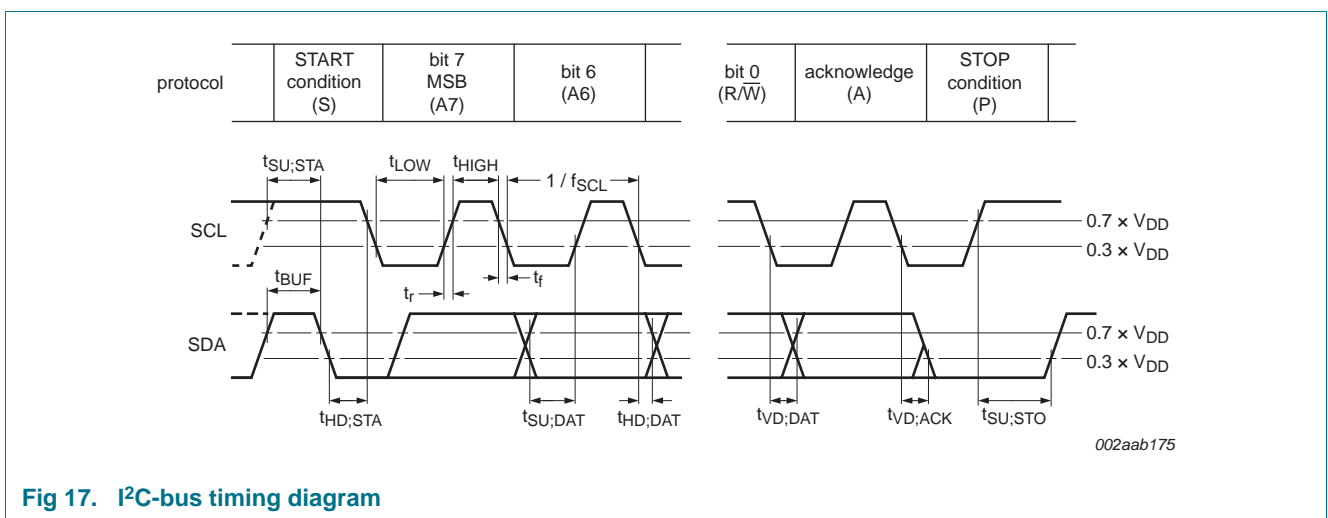 protocol
START
condition
(S)
bit 7
MSB
(A7)
bit 6
(A6)
bit 0
(R/W̅)
acknowledge
(A)
STOP
condition
(P)
tSU;STA
tLOW
tHIGH
1 / fSCL
SCL
0.7 × VDD
0.3 × VDD
tBUF
tr
tf
SDA
0.7 × VDD
0.3 × VDD
tHD;STA
tSU;DAT
tHD;DAT
tVD;DAT
tVD;ACK
tSU;STO
002aab175
Fig 17. I²C-bus timing diagram